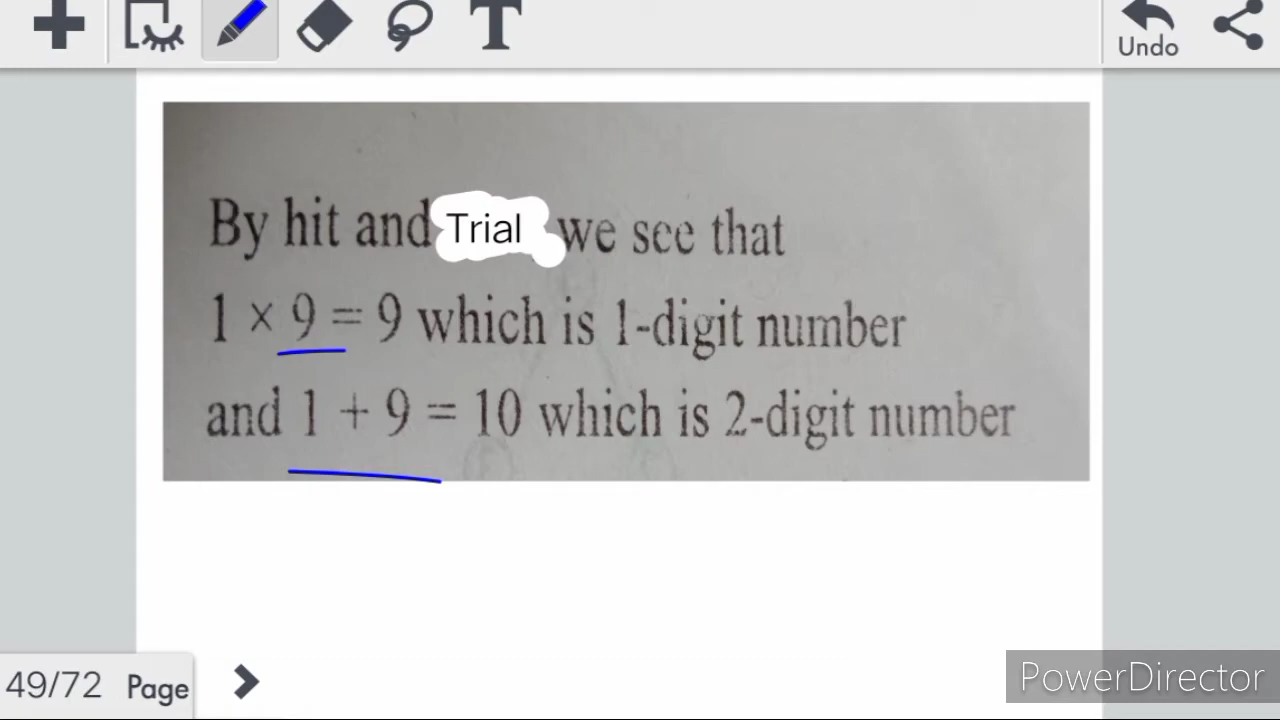 T
Undo
By hit and Trial we see that
1 × 9 = 9 which is 1-digit number
and 1 + 9 = 10 which is 2-digit number
49/72 Page
PowerDirector